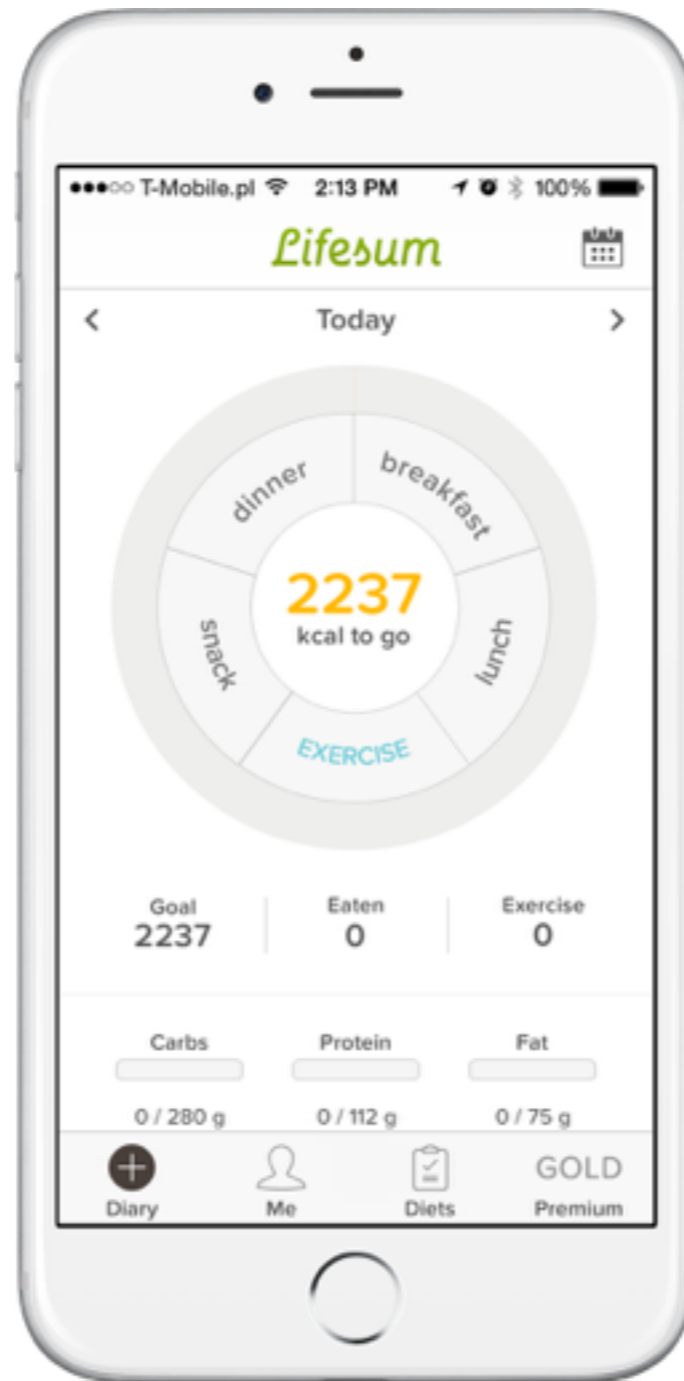 T-Mobile.pl 2:13 PM 100%
Lifesum
Today
dinner breakfast
2237
kcal to go
snack lunch
EXERCISE
Goal Eaten Exercise
2237 0 0
Carbs Protein Fat
0 / 280 g 0 / 112 g 0 / 75 g
GOLD
Diary Me Diets Premium